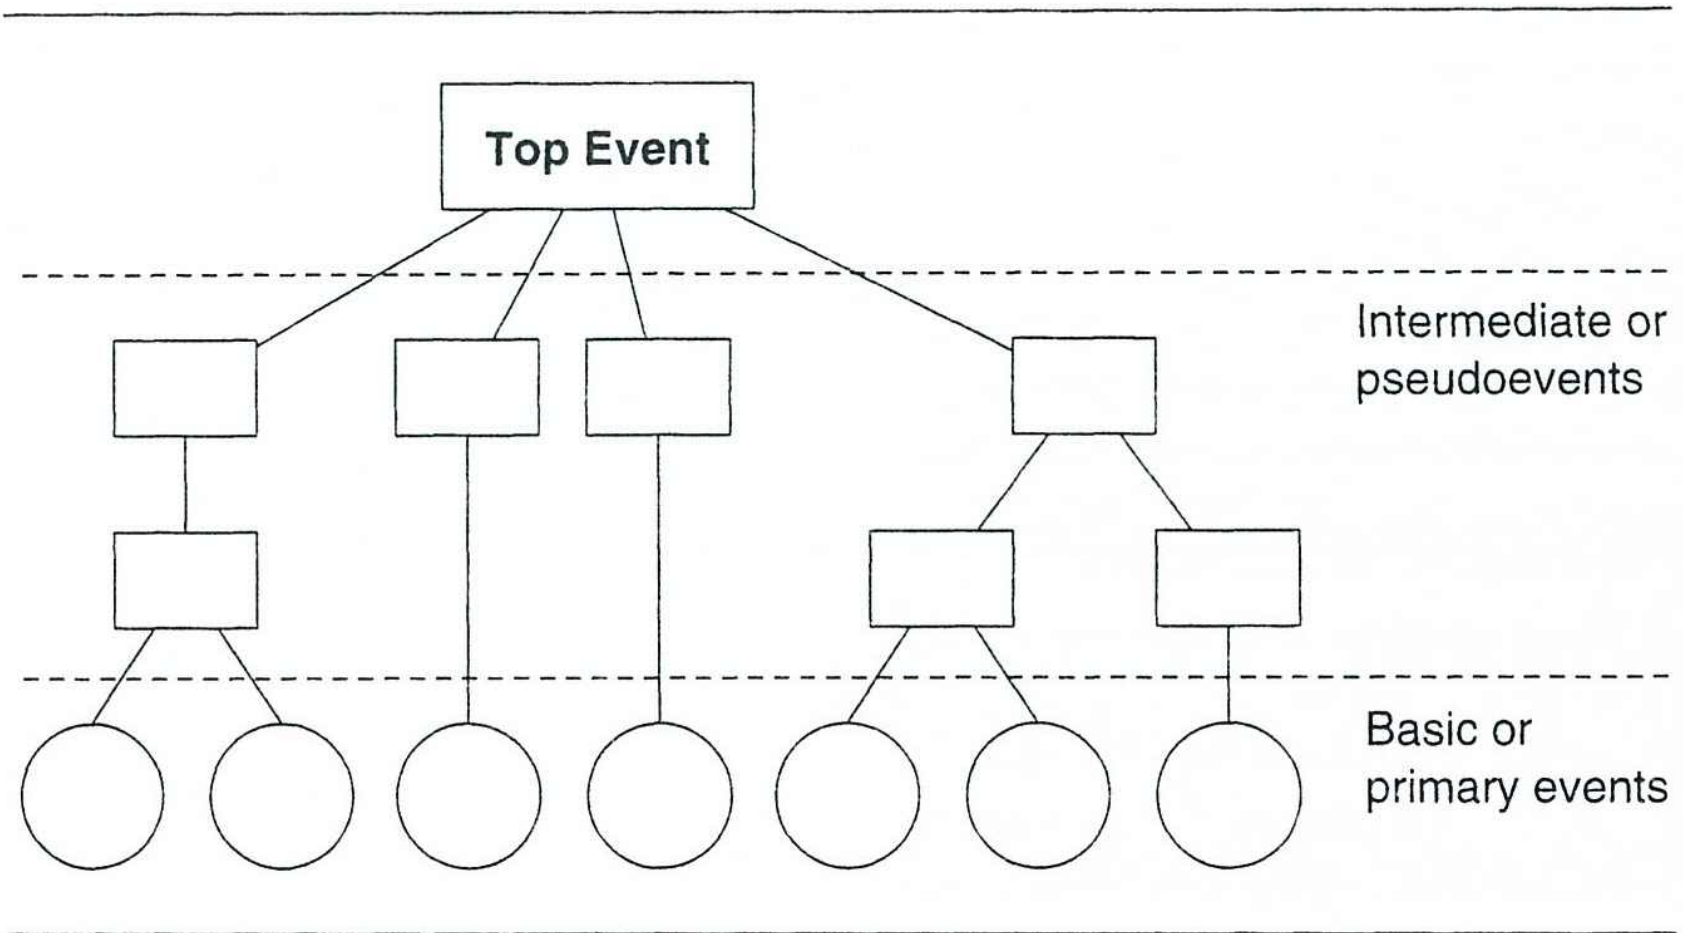 Top Event
Intermediate or
pseudoevents
Basic or
primary events